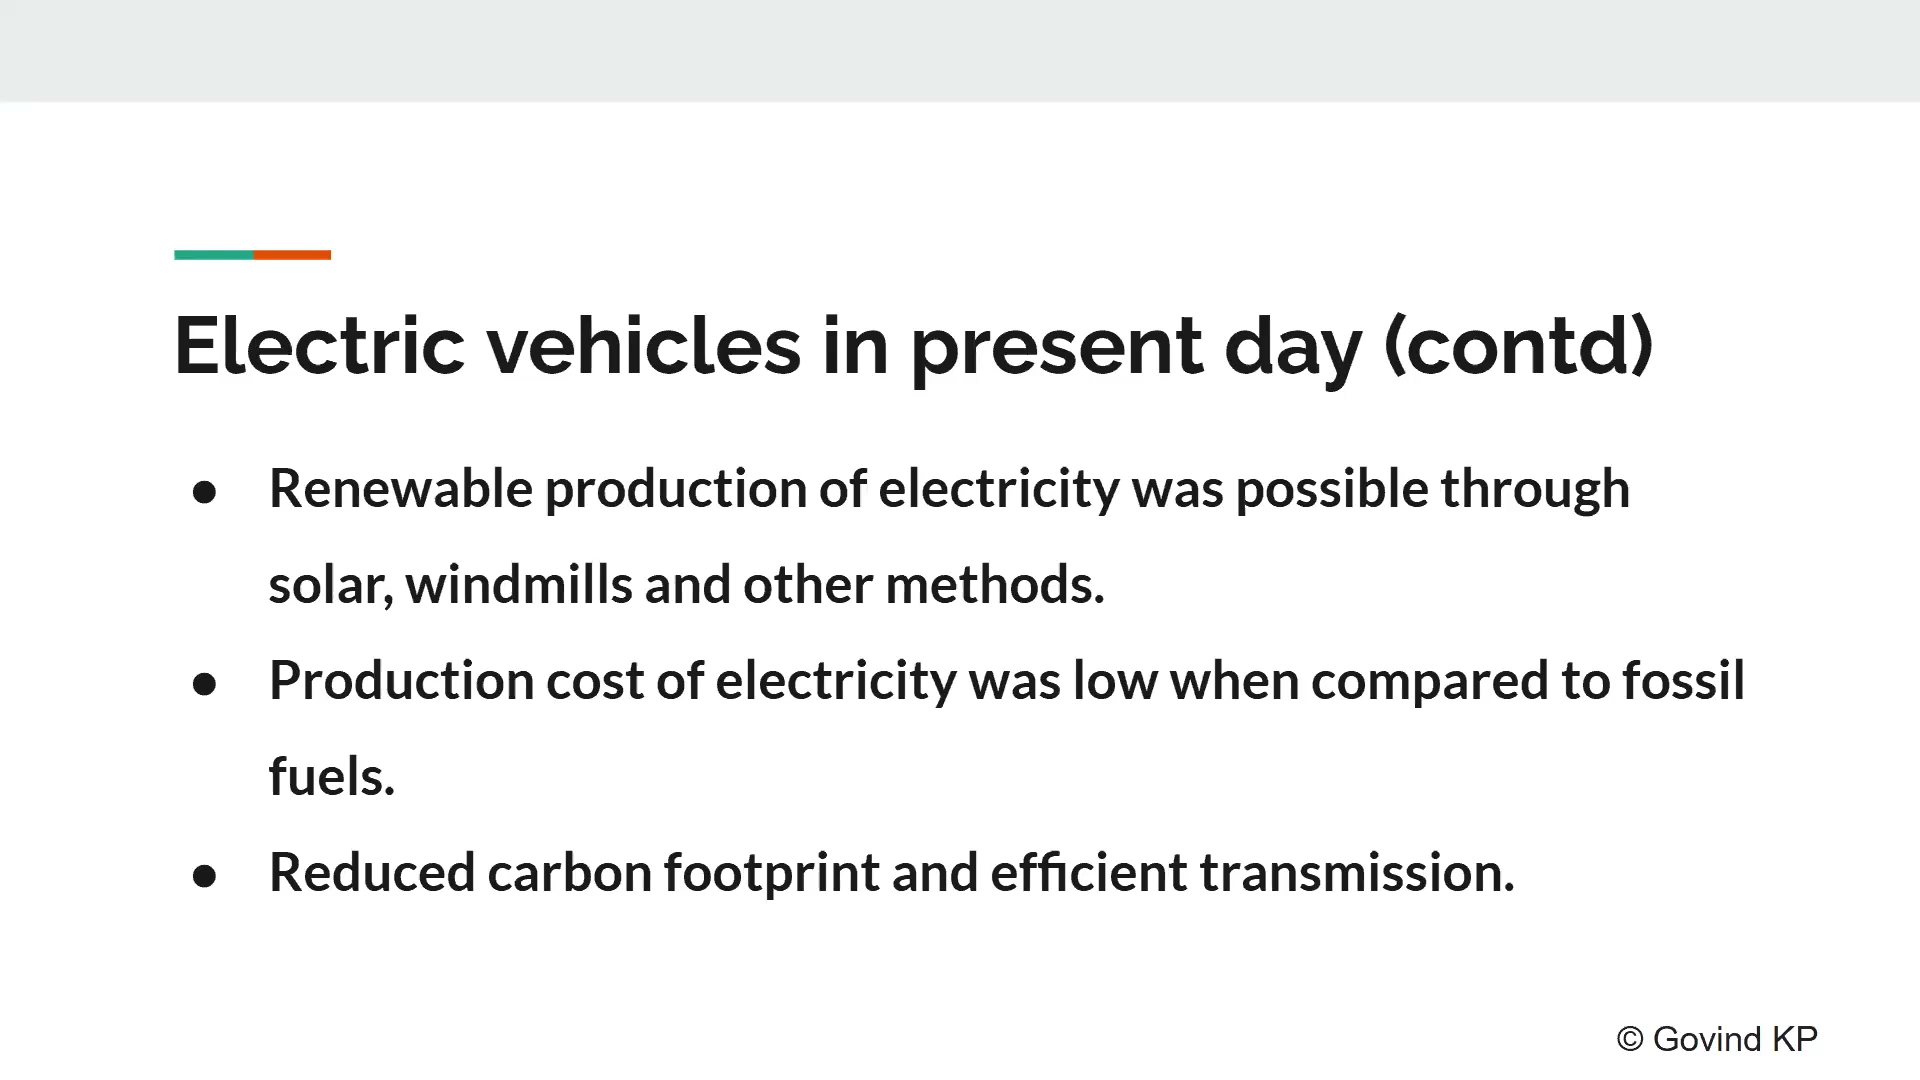 Electric vehicles in present day (contd)
● Renewable production of electricity was possible through
solar, windmills and other methods.
● Production cost of electricity was low when compared to fossil
fuels.
● Reduced carbon footprint and efficient transmission.
© Govind KP